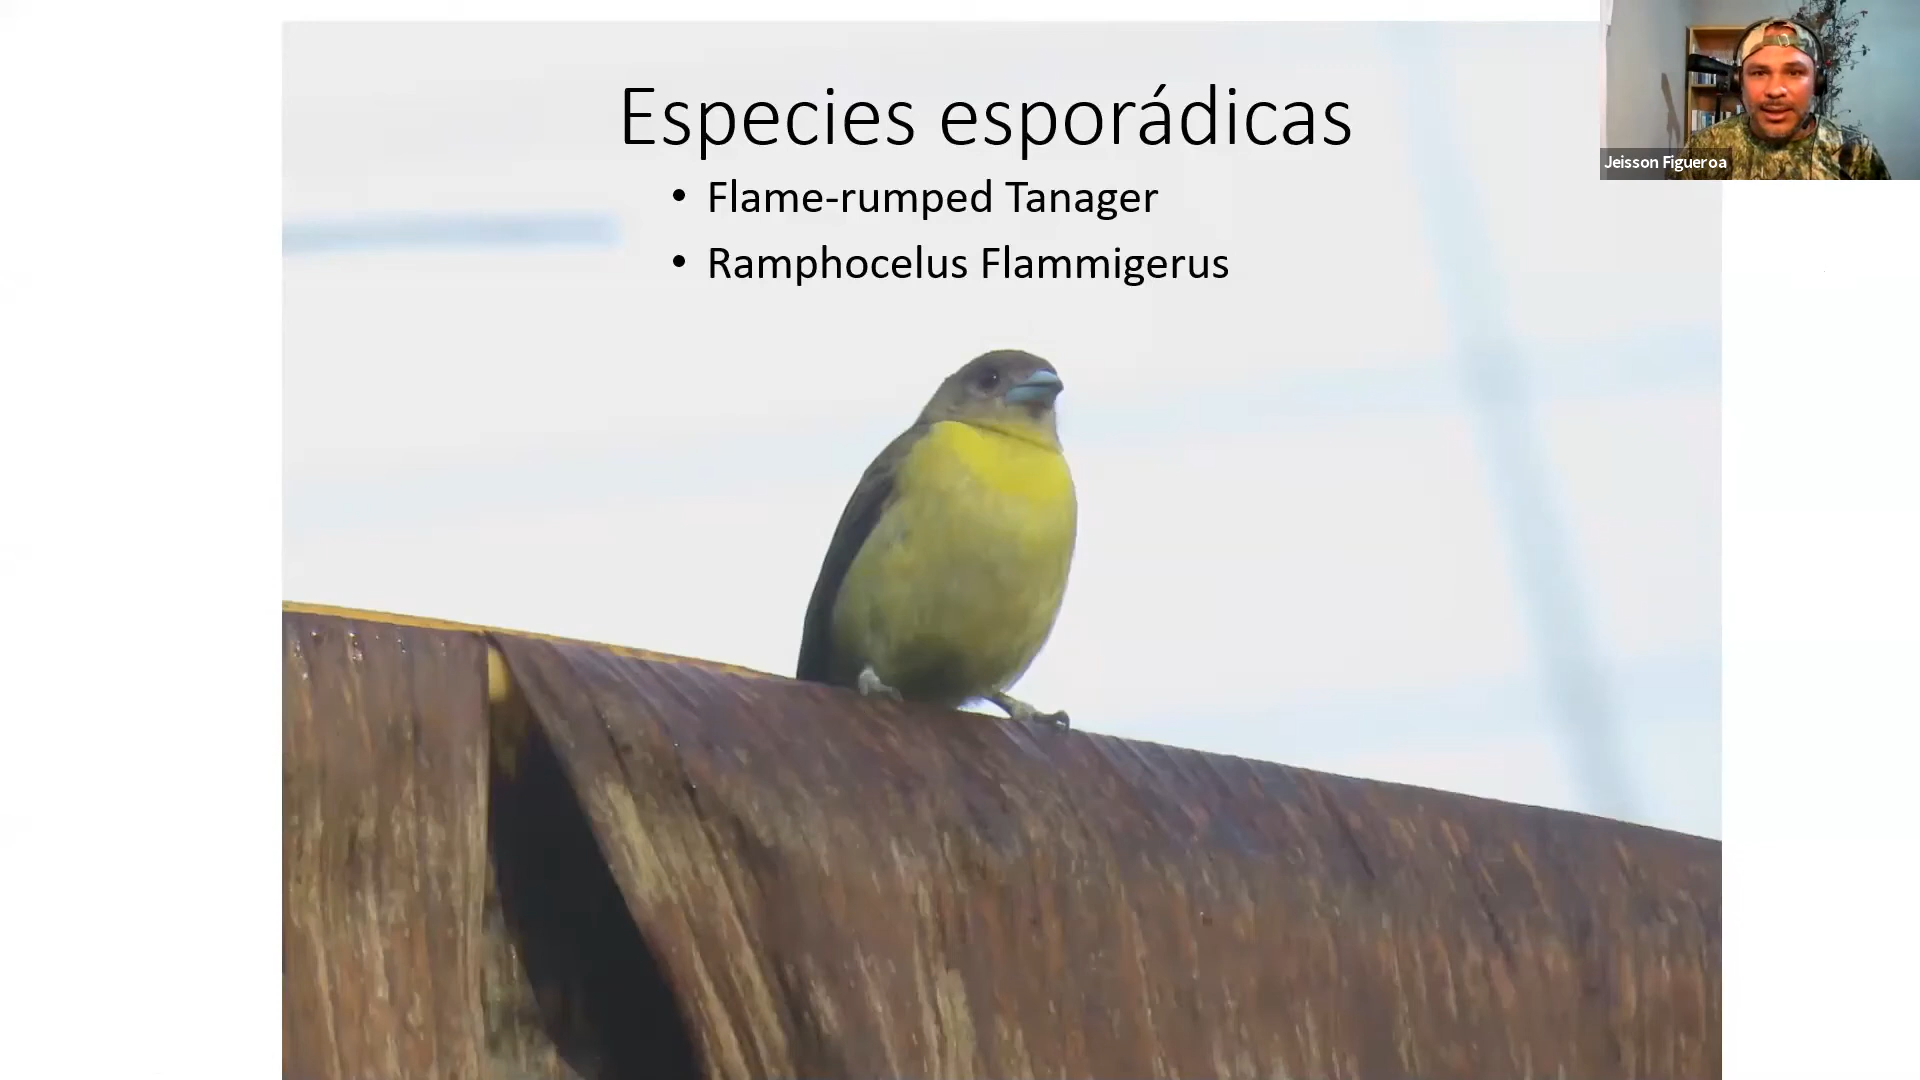 Especies esporádicas
• Flame-rumped Tanager
• Ramphocelus Flammigerus
Jeisson Figueroa